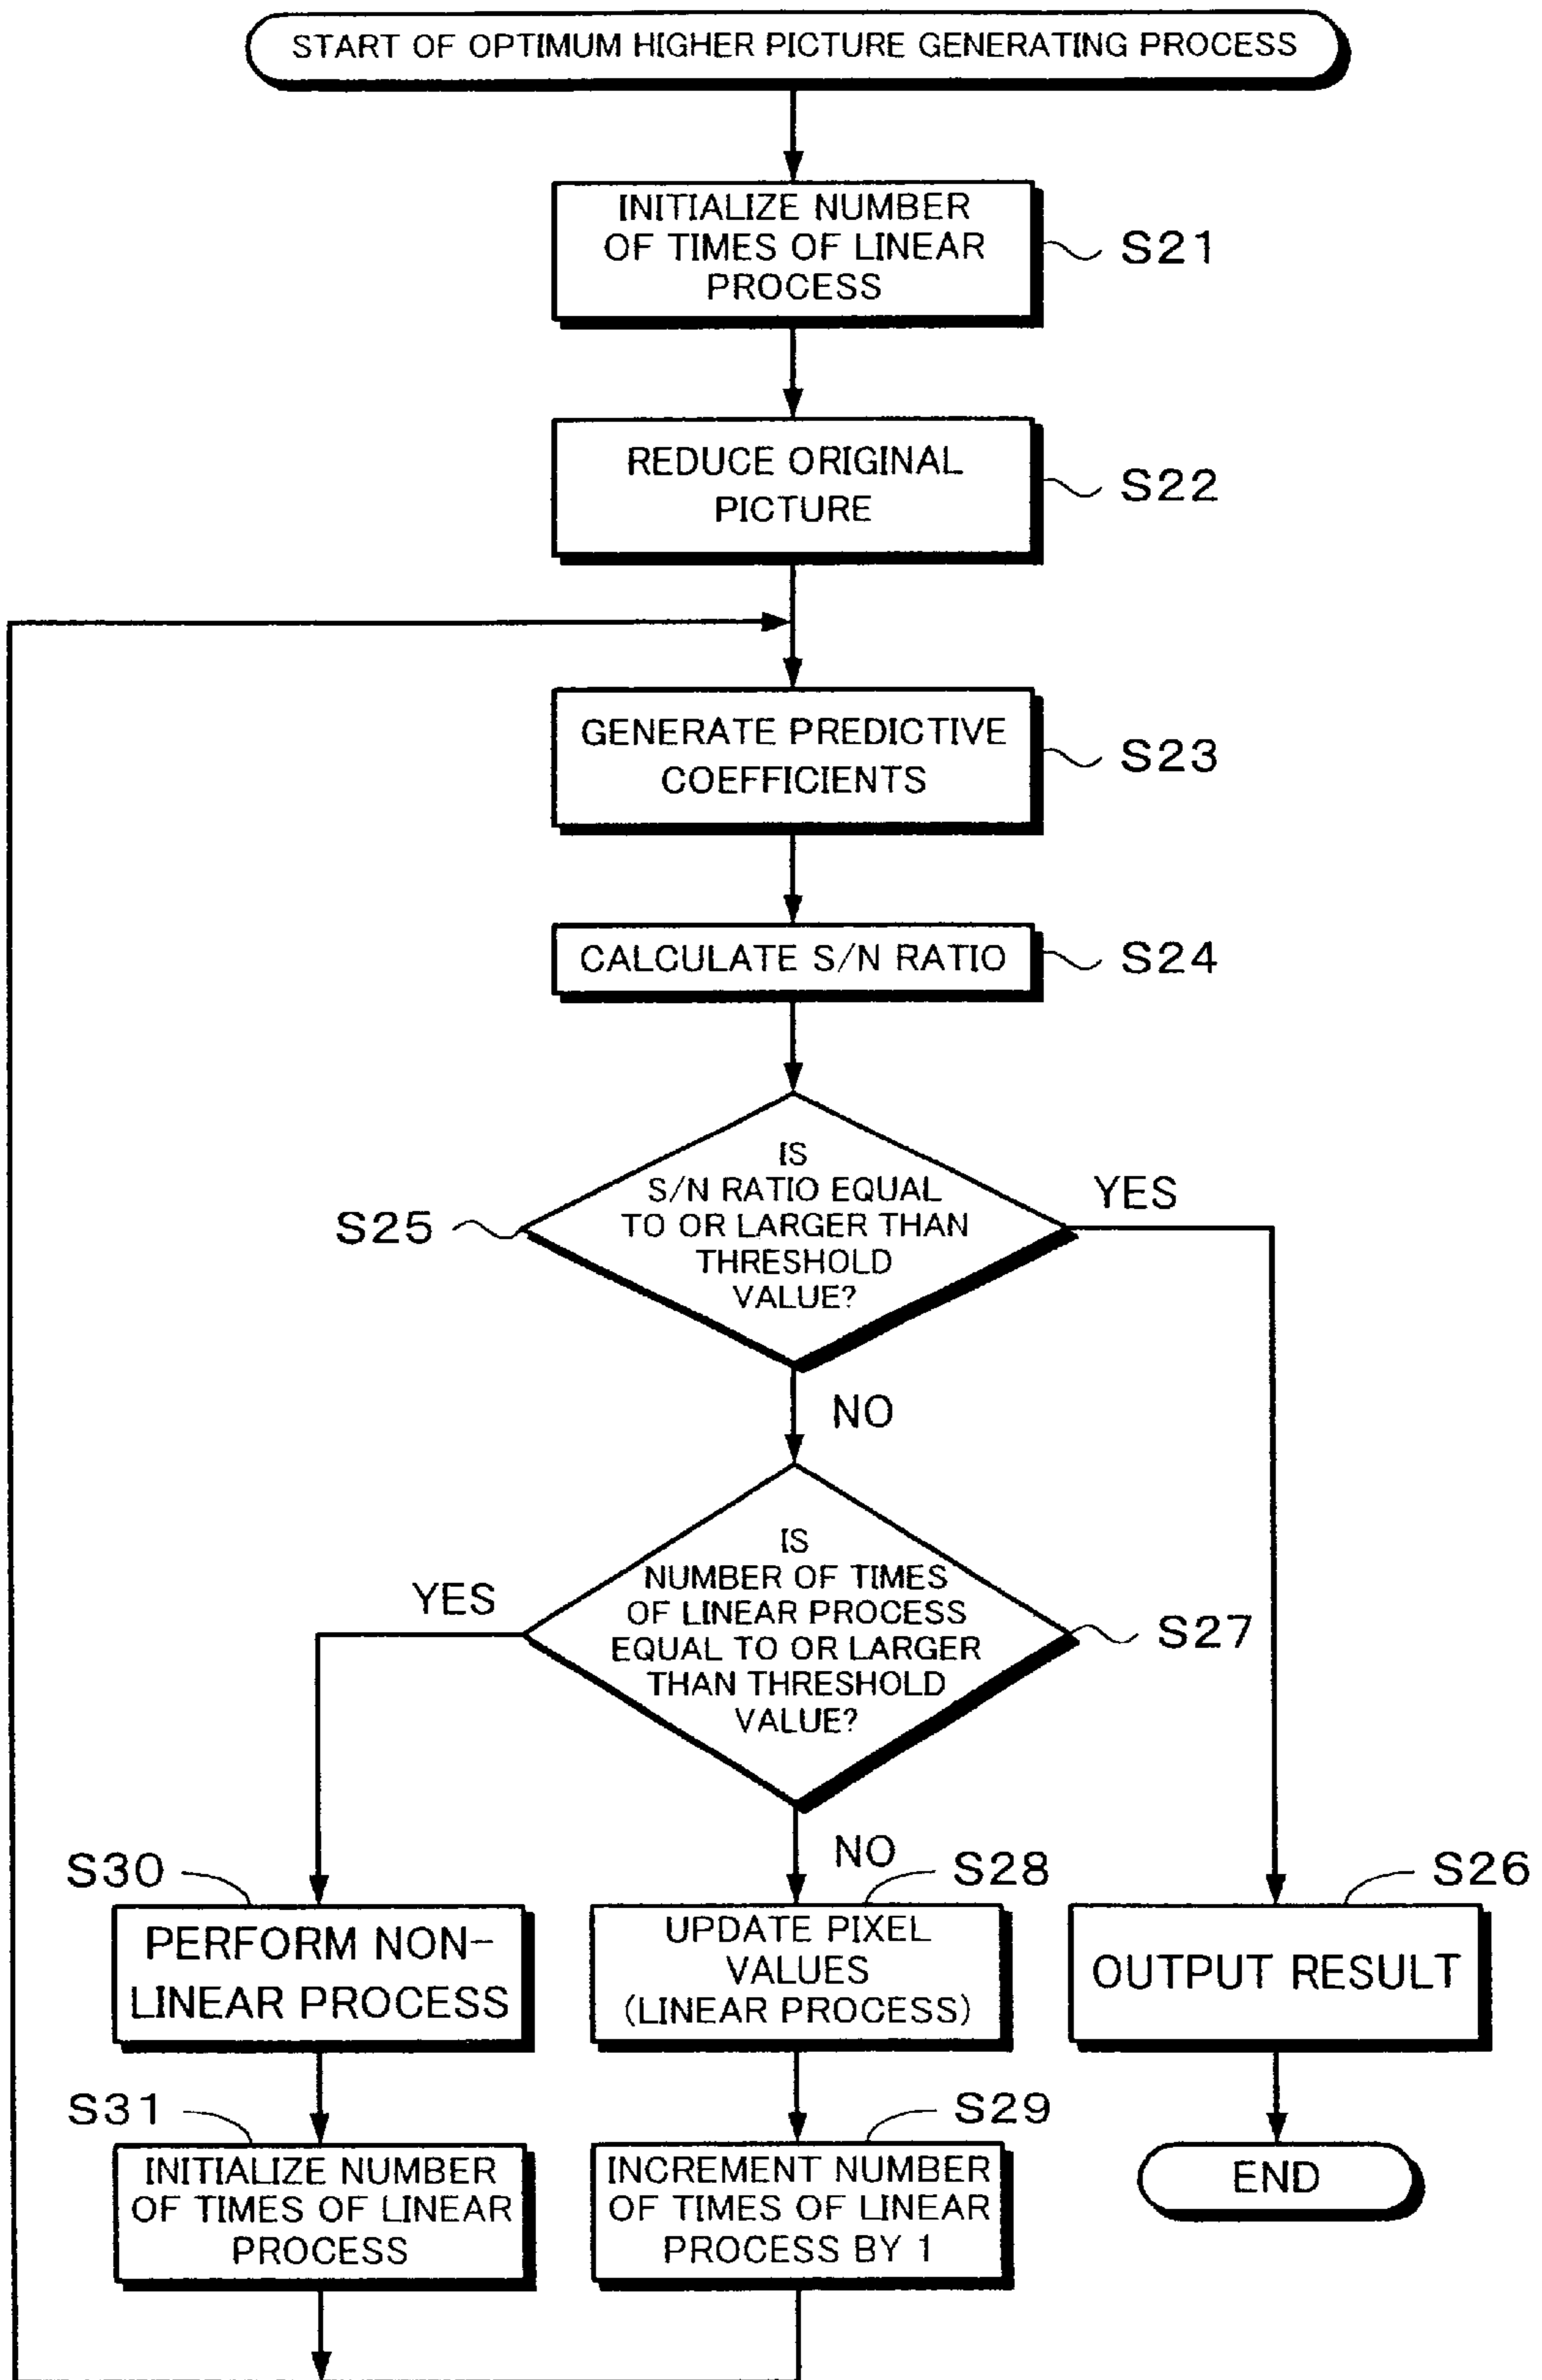 START OF OPTIMUM HIGHER PICTURE GENERATING PROCESS
INITIALIZE NUMBER
OF TIMES OF LINEAR
PROCESS
S21
REDUCE ORIGINAL
PICTURE
S22
GENERATE PREDICTIVE
COEFFICIENTS
S23
CALCULATE S/N RATIO
S24
IS
S/N RATIO EQUAL
TO OR LARGER THAN
THRESHOLD
VALUE?
S25
YES
NO
IS
NUMBER OF TIMES
OF LINEAR PROCESS
EQUAL TO OR LARGER
THAN THRESHOLD
VALUE?
YES
S27
NO
S30
PERFORM NON-
LINEAR PROCESS
S28
UPDATE PIXEL
VALUES
(LINEAR PROCESS)
S26
OUTPUT RESULT
S31
INITIALIZE NUMBER
OF TIMES OF LINEAR
PROCESS
S29
INCREMENT NUMBER
OF TIMES OF LINEAR
PROCESS BY 1
END